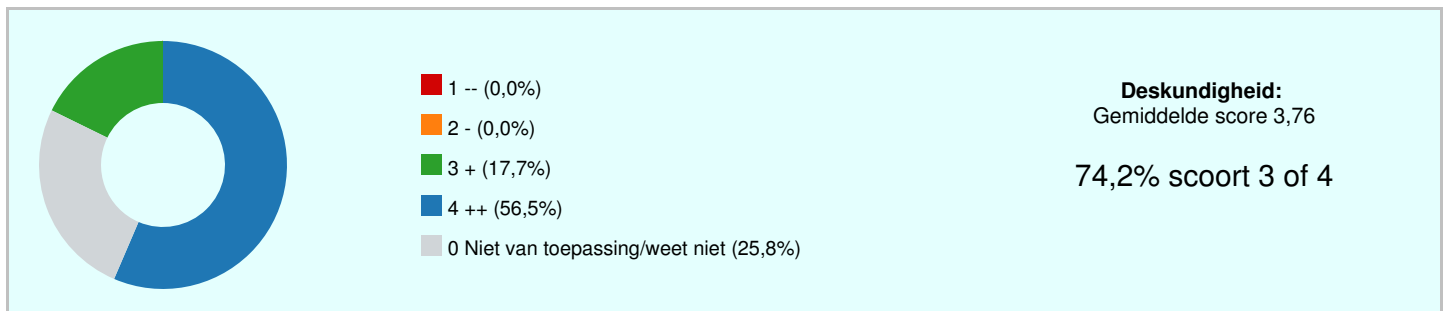 1 -- (0,0%)
2 - (0,0%)
3 + (17,7%)
4 ++ (56,5%)
0 Niet van toepassing/weet niet (25,8%)
Deskundigheid:
Gemiddelde score 3,76
74,2% scoort 3 of 4